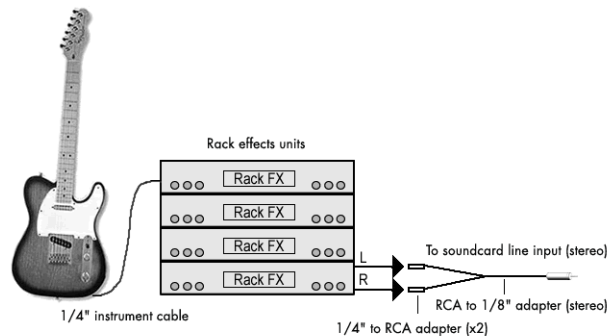 Rack effects units
Rack FX
Rack FX
Rack FX
Rack FX
L
R
To soundcard line input (stereo)
RCA to 1/8" adapter (stereo)
1/4" to RCA adapter (x2)
1/4" instrument cable